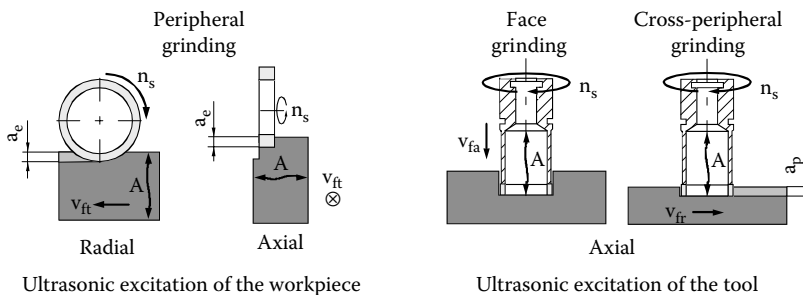 Peripheral
grinding
Face
grinding
Cross-peripheral
grinding
n_s
a_e
A
v_ft
n_s
a_e
A
v_ft
n_s
v_fa
A
n_s
A
a_p
v_fr
Radial
Axial
Axial
Ultrasonic excitation of the workpiece
Ultrasonic excitation of the tool